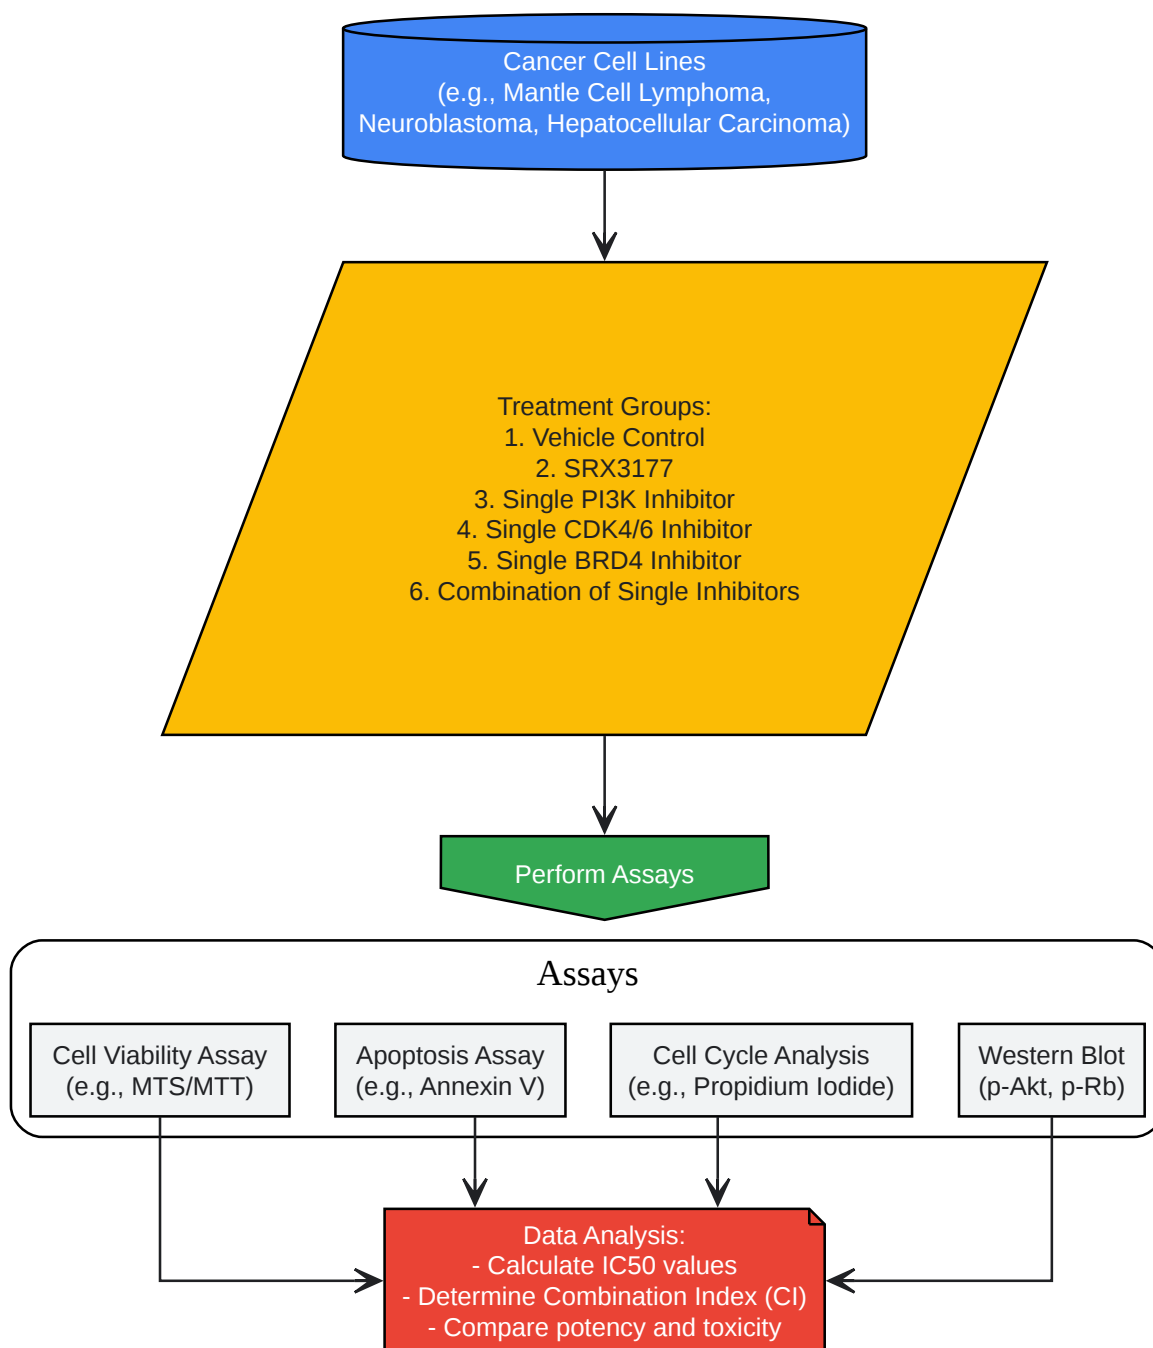 Cancer Cell Lines
(e.g., Mantle Cell Lymphoma,
Neuroblastoma, Hepatocellular Carcinoma)
Treatment Groups:
1. Vehicle Control
2. SRX3177
3. Single PI3K Inhibitor
4. Single CDK4/6 Inhibitor
5. Single BRD4 Inhibitor
6. Combination of Single Inhibitors
Perform Assays
Assays
Cell Viability Assay
(e.g., MTS/MTT)
Apoptosis Assay
(e.g., Annexin V)
Cell Cycle Analysis
(e.g., Propidium Iodide)
Western Blot
(p-Akt, p-Rb)
Data Analysis:
- Calculate IC50 values
- Determine Combination Index (CI)
- Compare potency and toxicity